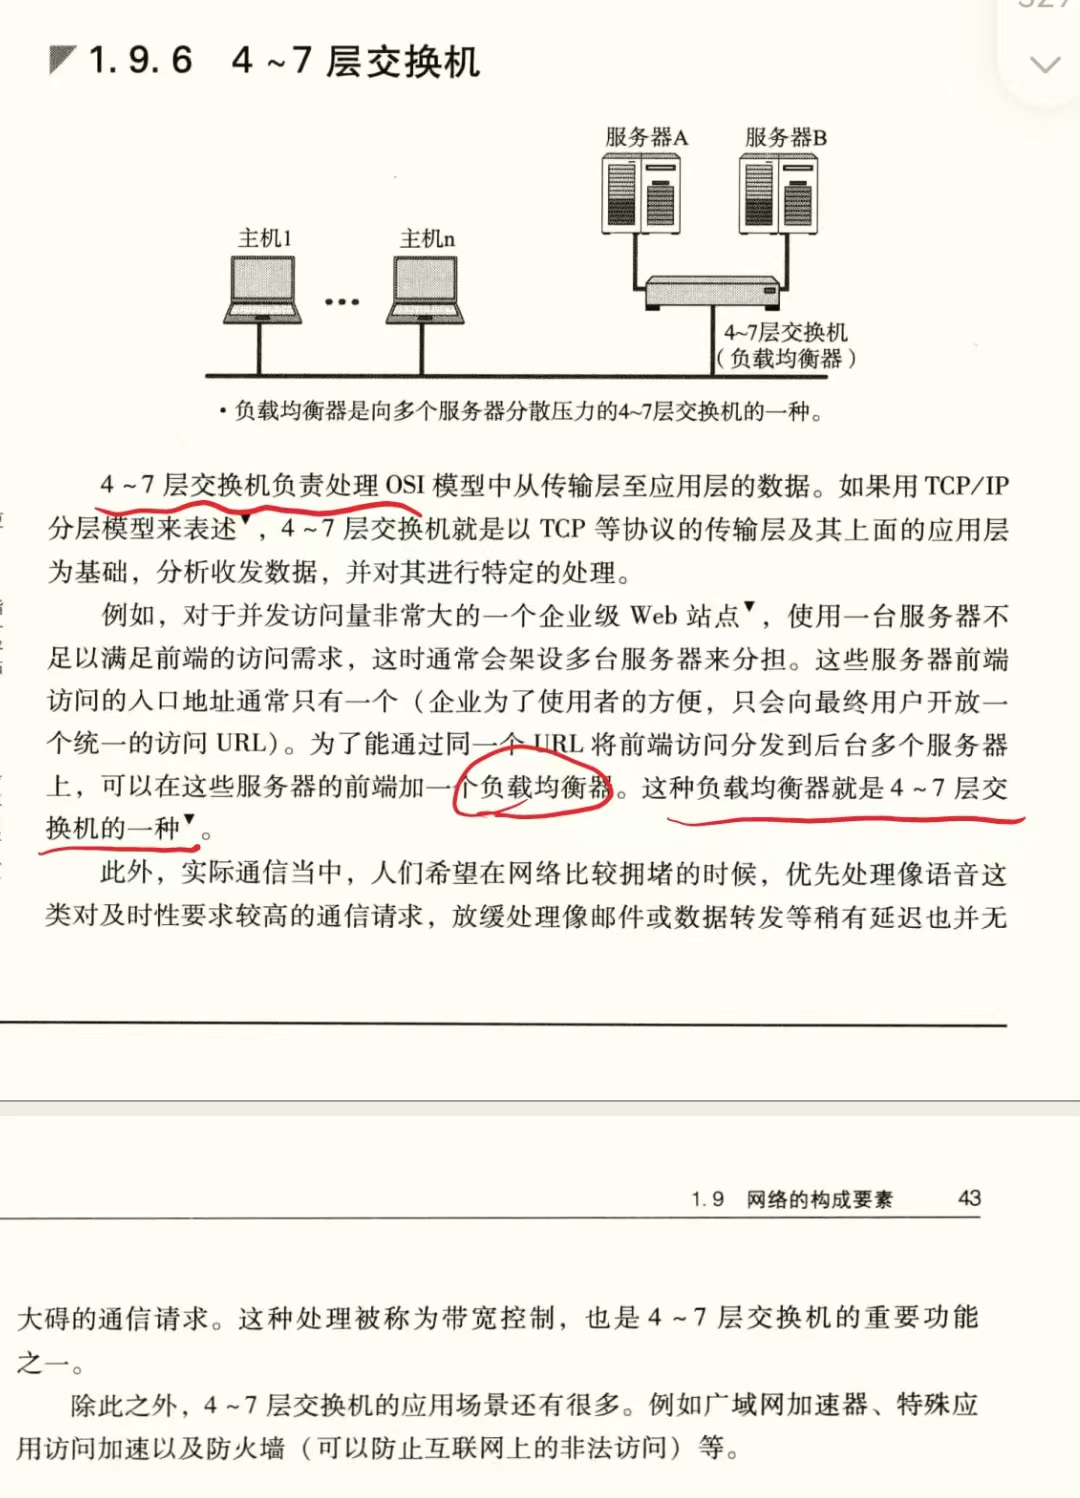 1.9.6 4~7 层交换机
服务器A 服务器B
主机1 主机n
4~7层交换机
（负载均衡器）
·负载均衡器是向多个服务器分散压力的4~7层交换机的一种。
4~7 层交换机负责处理 OSI 模型中从传输层至应用层的数据。如果用 TCP/IP
分层模型来表述▼，4~7 层交换机就是以 TCP 等协议的传输层及其上面的应用层
为基础，分析收发数据，并对其进行特定的处理。
例如，对于并发访问量非常大的一个企业级 Web 站点▼，使用一台服务器不
足以满足前端的访问需求，这时通常会架设多台服务器来分担。这些服务器前端
访问的入口地址通常只有一个（企业为了使用者的方便，只会向最终用户开放一
个统一的访问 URL）。为了能通过同一个 URL 将前端访问分发到后台多个服务器
上，可以在这些服务器的前端加一个负载均衡器。这种负载均衡器就是 4~7 层交
换机的一种▼。
此外，实际通信当中，人们希望在网络比较拥堵的时候，优先处理像语音这
类对及时性要求较高的通信请求，放缓处理像邮件或数据转发等稍有延迟也并无
1.9 网络的构成要素 43
大碍的通信请求。这种处理被称为带宽控制，也是 4~7 层交换机的重要功能
之一。
除此之外，4~7 层交换机的应用场景还有很多。例如广域网加速器、特殊应
用访问加速以及防火墙（可以防止互联网上的非法访问）等。